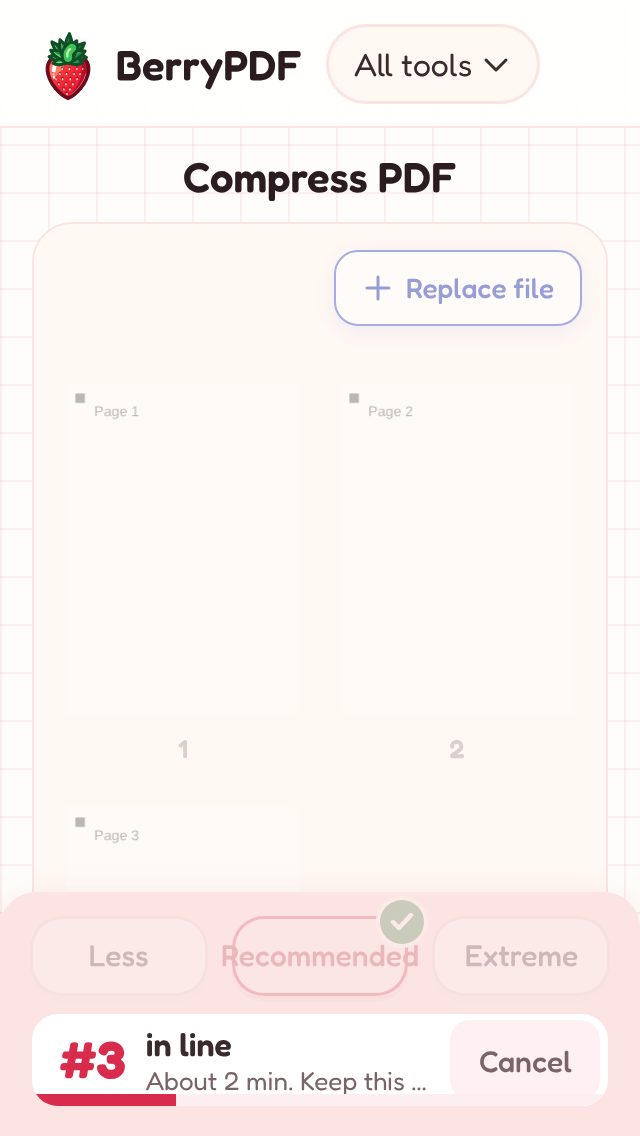 BerryPDF
All tools
Compress PDF
Replace file
Page 1
Page 2
1
2
Page 3
Less
Recommended
Extreme
#3
in line
About 2 min. Keep this ...
Cancel